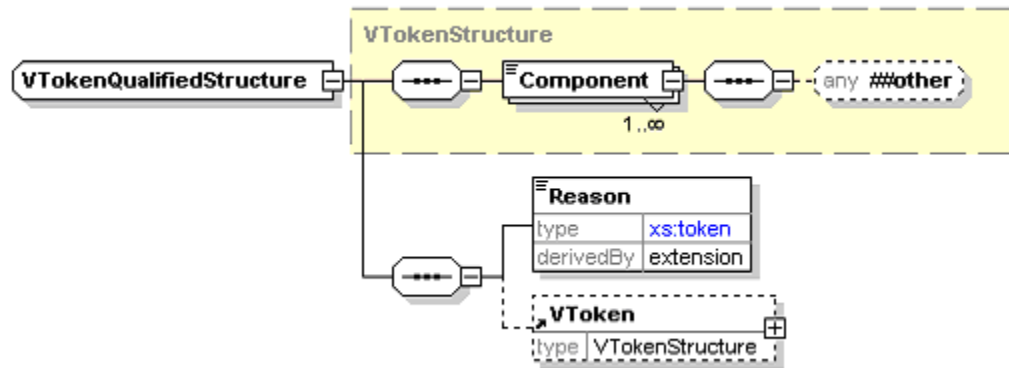 VTokenStructure
VTokenQualifiedStructure
Component
any ##other
1..∞
Reason
type xs:token
derivedBy extension
VToken
type VTokenStructure